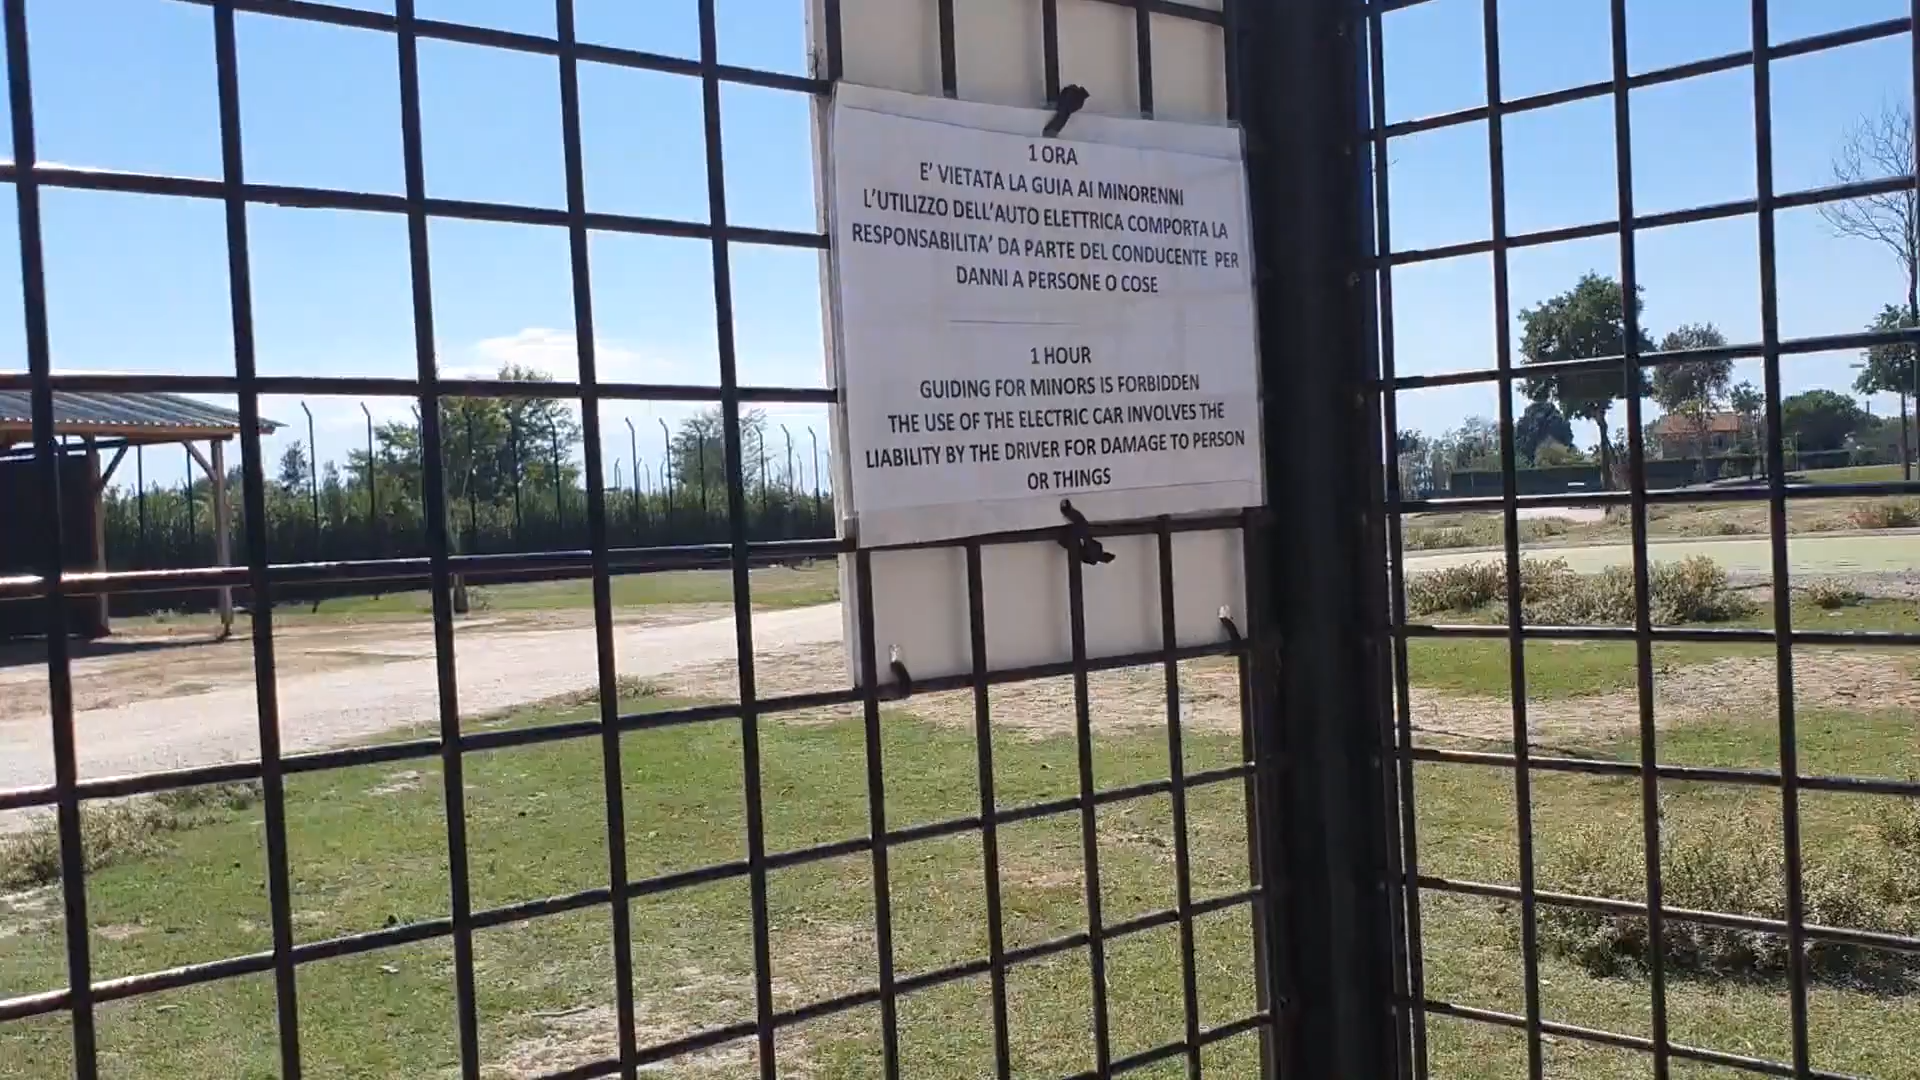 1 ORA
E' VIETATA LA GUIA AI MINORENNI
L'UTILIZZO DELL'AUTO ELETTRICA COMPORTA LA
RESPONSABILITA' DA PARTE DEL CONDUCENTE PER
DANNI A PERSONE O COSE
1 HOUR
GUIDING FOR MINORS IS FORBIDDEN
THE USE OF THE ELECTRIC CAR INVOLVES THE
LIABILITY BY THE DRIVER FOR DAMAGE TO PERSON
OR THINGS